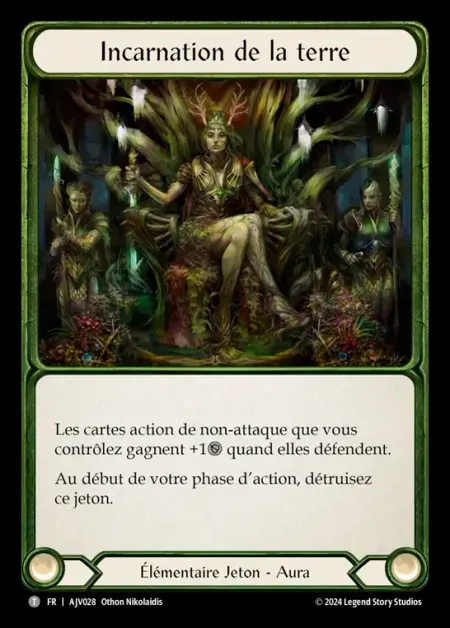 Incarnation de la terre
Les cartes action de non-attaque que vous
contrôlez gagnent +1 quand elles défendent.
Au début de votre phase d'action, détruisez
ce jeton.
Élémentaire Jeton - Aura
T FR | AJV028 Othon Nikolaidis
© 2024 Legend Story Studios